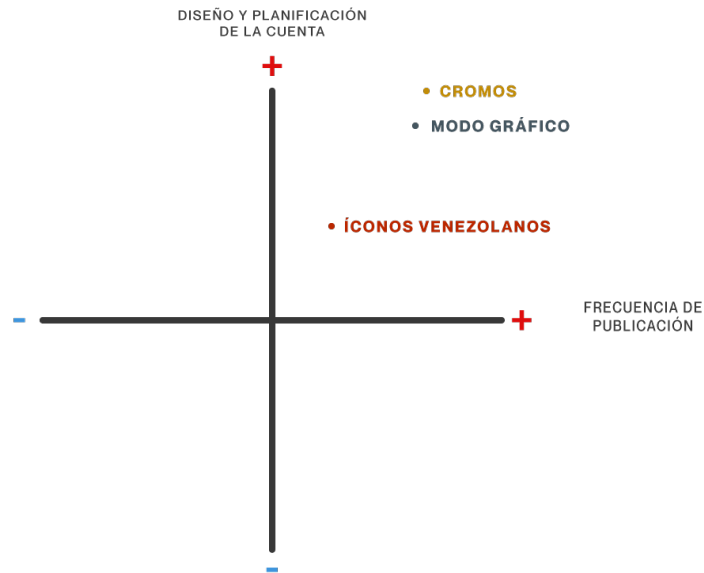 DISEÑO Y PLANIFICACIÓN
DE LA CUENTA
+
• CROMOS
• MODO GRÁFICO
• ÍCONOS VENEZOLANOS
-
+
FRECUENCIA DE
PUBLICACIÓN
-